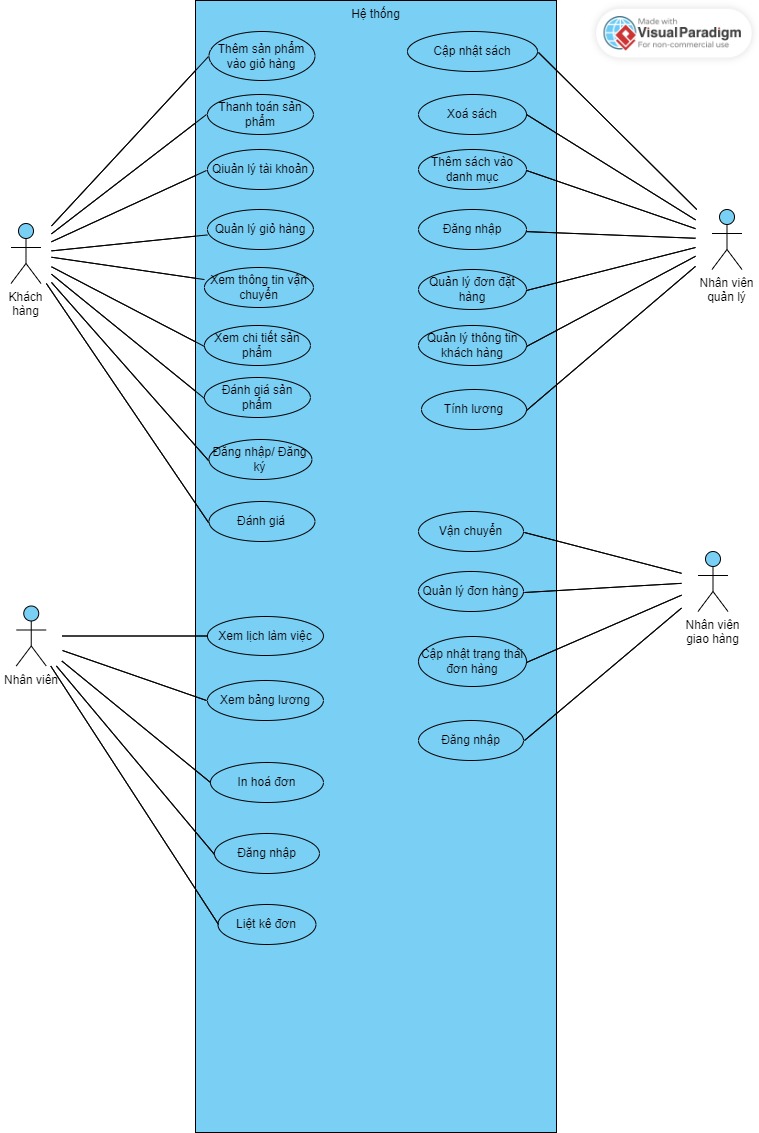 Hệ thống
Made with
Visual Paradigm
For non-commercial use
Thêm sản phẩm
vào giỏ hàng
Thanh toán sản
phẩm
Qiuản lý tài khoản
Quản lý giỏ hàng
Xem thông tin vận
chuyển
Xem chi tiết sản
phẩm
Đánh giá sản
phẩm
Đăng nhập/ Đăng
ký
Đánh giá
Khách
hàng
Cập nhật sách
Xoá sách
Thêm sách vào
danh mục
Đăng nhập
Quản lý đơn đặt
hàng
Quản lý thông tin
khách hàng
Tính lương
Nhân viên
quản lý
Xem lịch làm việc
Xem bảng lương
In hoá đơn
Đăng nhập
Liệt kê đơn
Nhân viên
Vận chuyển
Quản lý đơn hàng
Cập nhật trạng thái
đơn hàng
Đăng nhập
Nhân viên
giao hàng